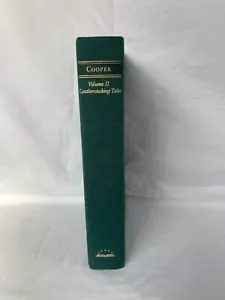 COOPER
Volume II
Leatherstocking Tales